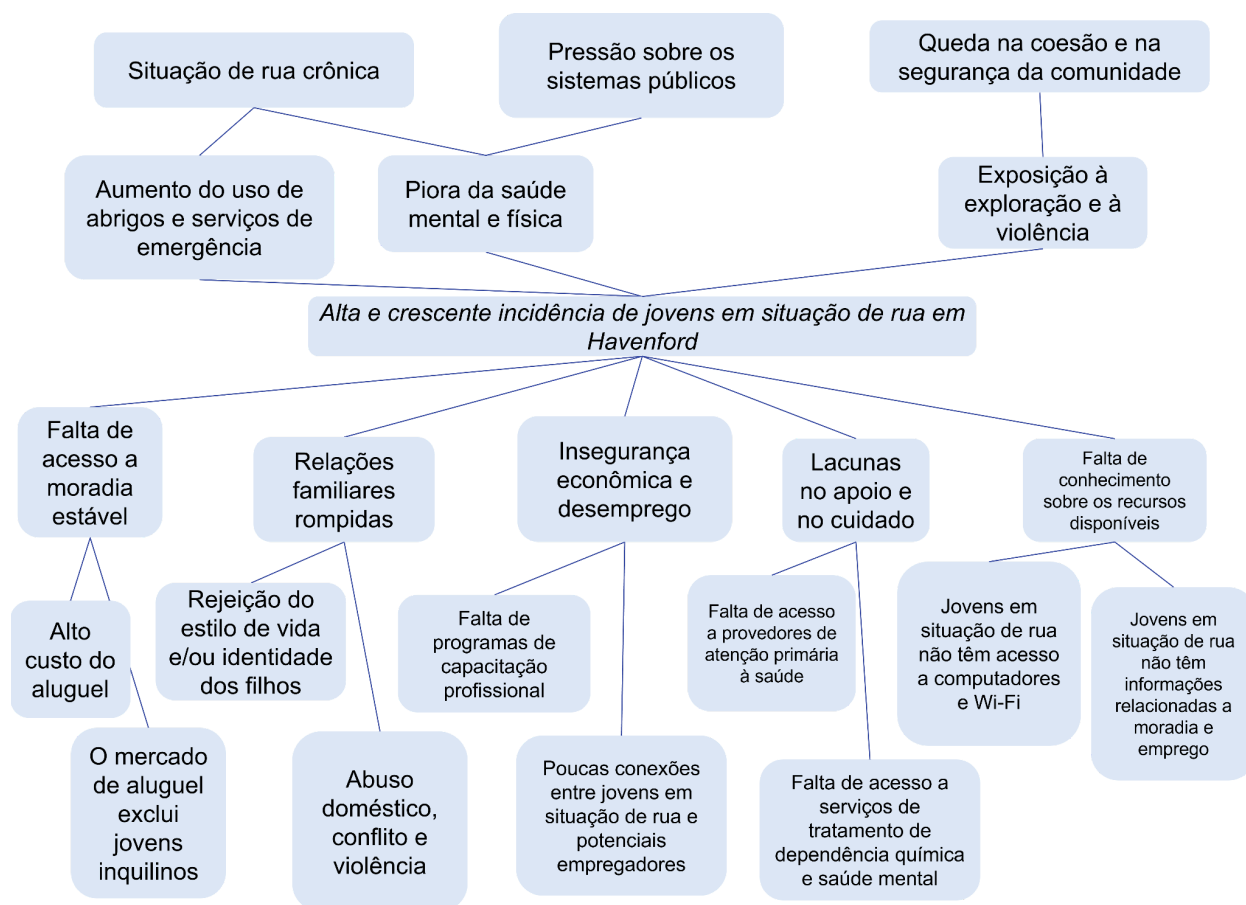 Situação de rua crônica
Pressão sobre os
sistemas públicos
Queda na coesão e na
segurança da comunidade
Aumento do uso de
abrigos e serviços de
emergência
Piora da saúde
mental e física
Exposição à
exploração e à
violência
Alta e crescente incidência de jovens em situação de rua em
Havenford
Falta de
acesso a
moradia
estável
Relações
familiares
rompidas
Insegurança
econômica e
desemprego
Lacunas
no apoio e
no cuidado
Falta de
conhecimento
sobre os recursos
disponíveis
Alto
custo do
aluguel
Rejeição do
estilo de vida
e/ou identidade
dos filhos
Falta de
programas de
capacitação
profissional
Falta de acesso
a provedores de
atenção primária
à saúde
Jovens em
situação de rua
não têm acesso
a computadores
e Wi-Fi
Jovens em
situação de rua
não têm
informações
relacionadas a
moradia e
emprego
O mercado
de aluguel
exclui
jovens
inquilinos
Abuso
doméstico,
conflito e
violência
Poucas conexões
entre jovens em
situação de rua e
potenciais
empregadores
Falta de acesso a
serviços de
tratamento de
dependência química
e saúde mental